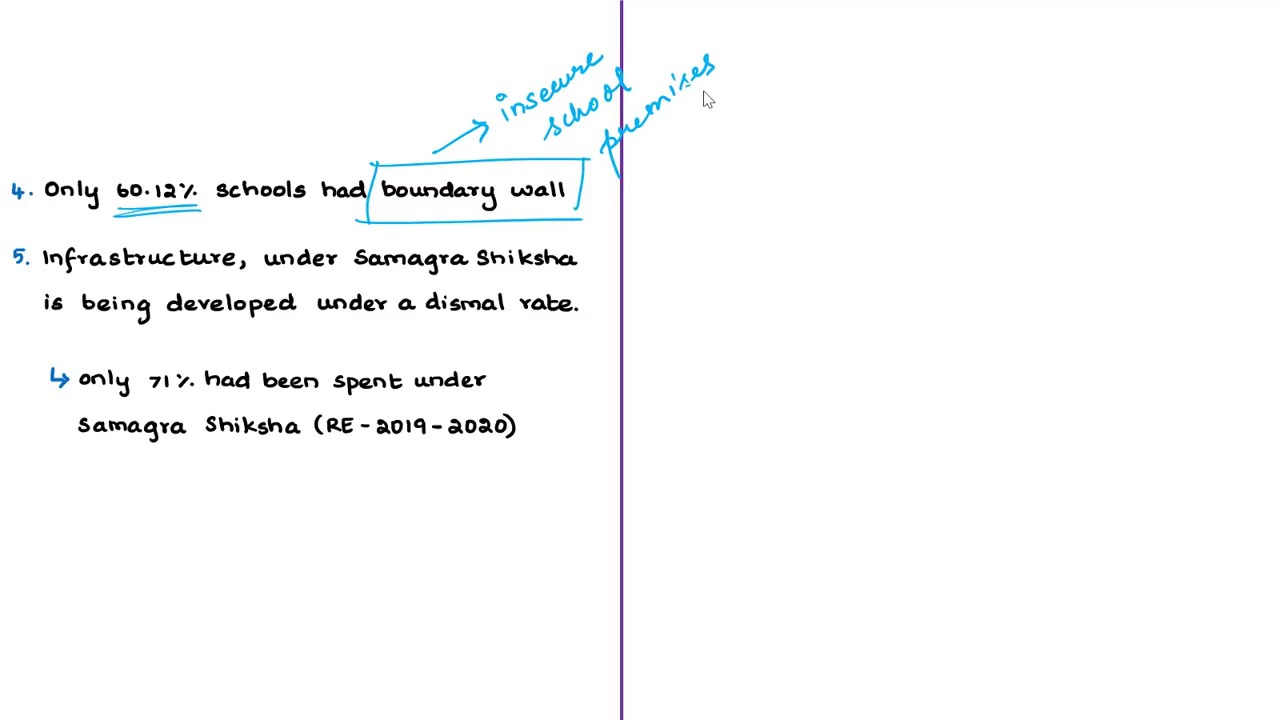 insecure
school
premises
4. Only 60.12% schools had boundary wall
5. Infrastructure, under Samagra Shiksha
is being developed under a dismal rate.
↳ only 71% had been spent under
Samagra Shiksha (RE - 2019 - 2020)